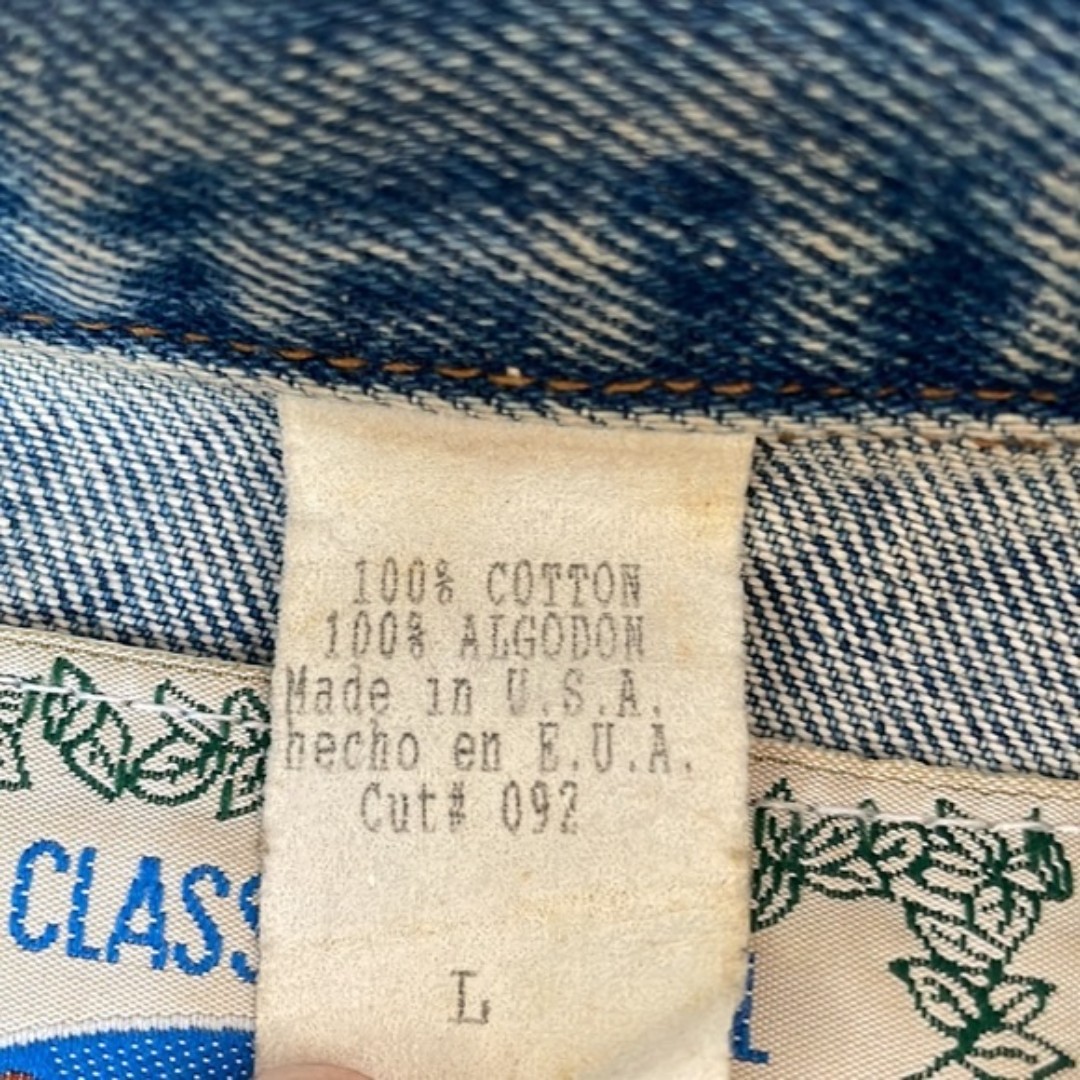 100% COTTON
100% ALGODON
Made in U.S.A.
hecho en E.U.A.
Cut# 092
L
CLASS